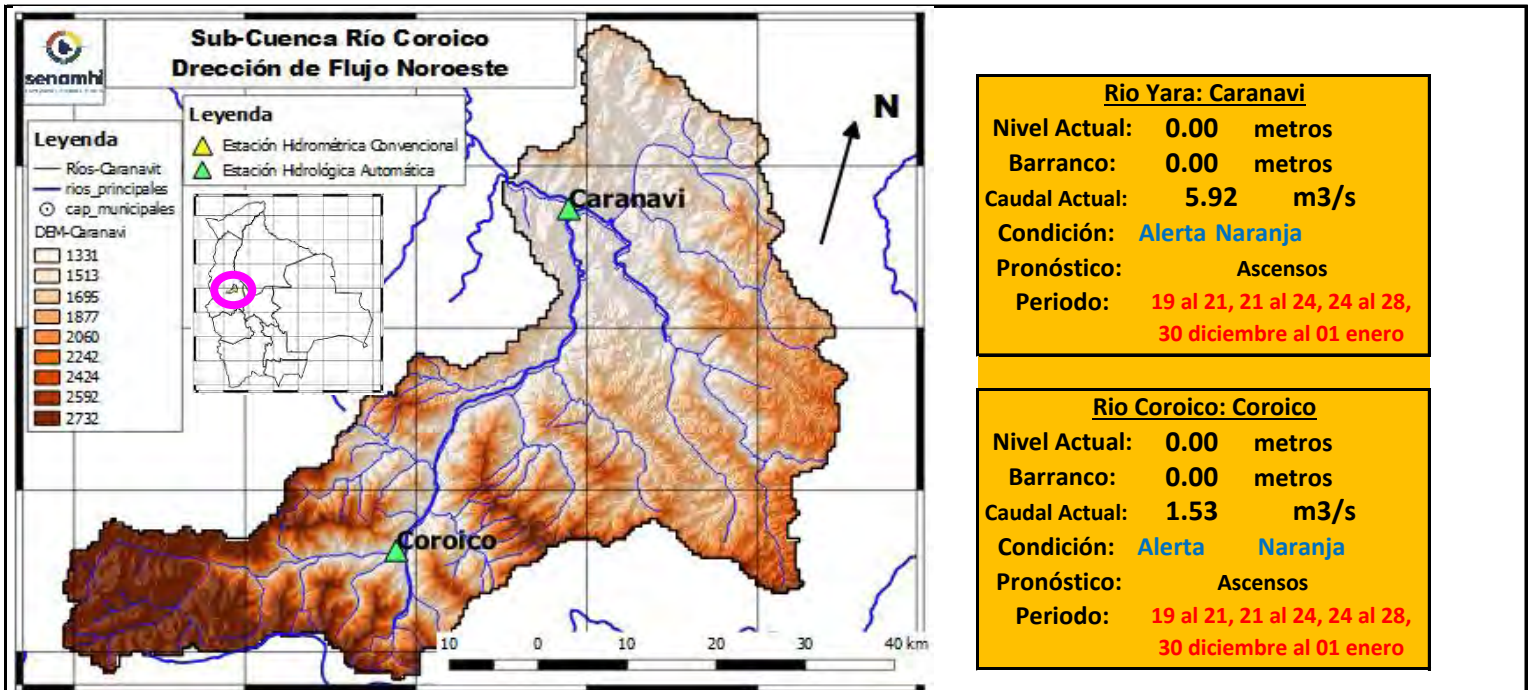 senamhi
Sub-Cuenca Río Coroico
Drección de Flujo Noroeste
Leyenda
Estación Hidrométrica Convencional
Estación Hidrológica Automática
Leyenda
Ríos-Caranavit
rios_principales
cap_municipales
DEM-Caranavi
1331
1513
1695
1877
2060
2242
2424
2592
2732
N
Caranavi
Coroico
10 0 10 20 30 40 km
Rio Yara: Caranavi
Nivel Actual: 0.00 metros
Barranco: 0.00 metros
Caudal Actual: 5.92 m3/s
Condición: Alerta Naranja
Pronóstico: Ascensos
Periodo: 19 al 21, 21 al 24, 24 al 28,
30 diciembre al 01 enero
Rio Coroico: Coroico
Nivel Actual: 0.00 metros
Barranco: 0.00 metros
Caudal Actual: 1.53 m3/s
Condición: Alerta Naranja
Pronóstico: Ascensos
Periodo: 19 al 21, 21 al 24, 24 al 28,
30 diciembre al 01 enero